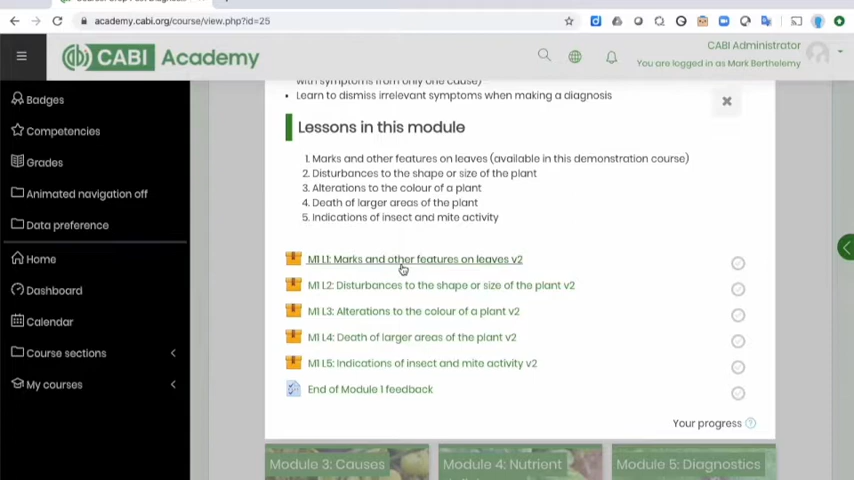 academy.cabi.org/course/view.php?id=25
CABI Academy
CABI Administrator
You are logged in as Mark Berthelemy
Badges
Competencies
Grades
Animated navigation off
Data preference
Home
Dashboard
Calendar
Course sections
My courses
with symptoms from only one cause)
• Learn to dismiss irrelevant symptoms when making a diagnosis
Lessons in this module
1. Marks and other features on leaves (available in this demonstration course)
2. Disturbances to the shape or size of the plant
3. Alterations to the colour of a plant
4. Death of larger areas of the plant
5. Indications of insect and mite activity
M1 L1: Marks and other features on leaves v2
M1 L2: Disturbances to the shape or size of the plant v2
M1 L3: Alterations to the colour of a plant v2
M1 L4: Death of larger areas of the plant v2
M1 L5: Indications of insect and mite activity v2
End of Module 1 feedback
Your progress
Module 3: Causes
Module 4: Nutrient
Module 5: Diagnostics